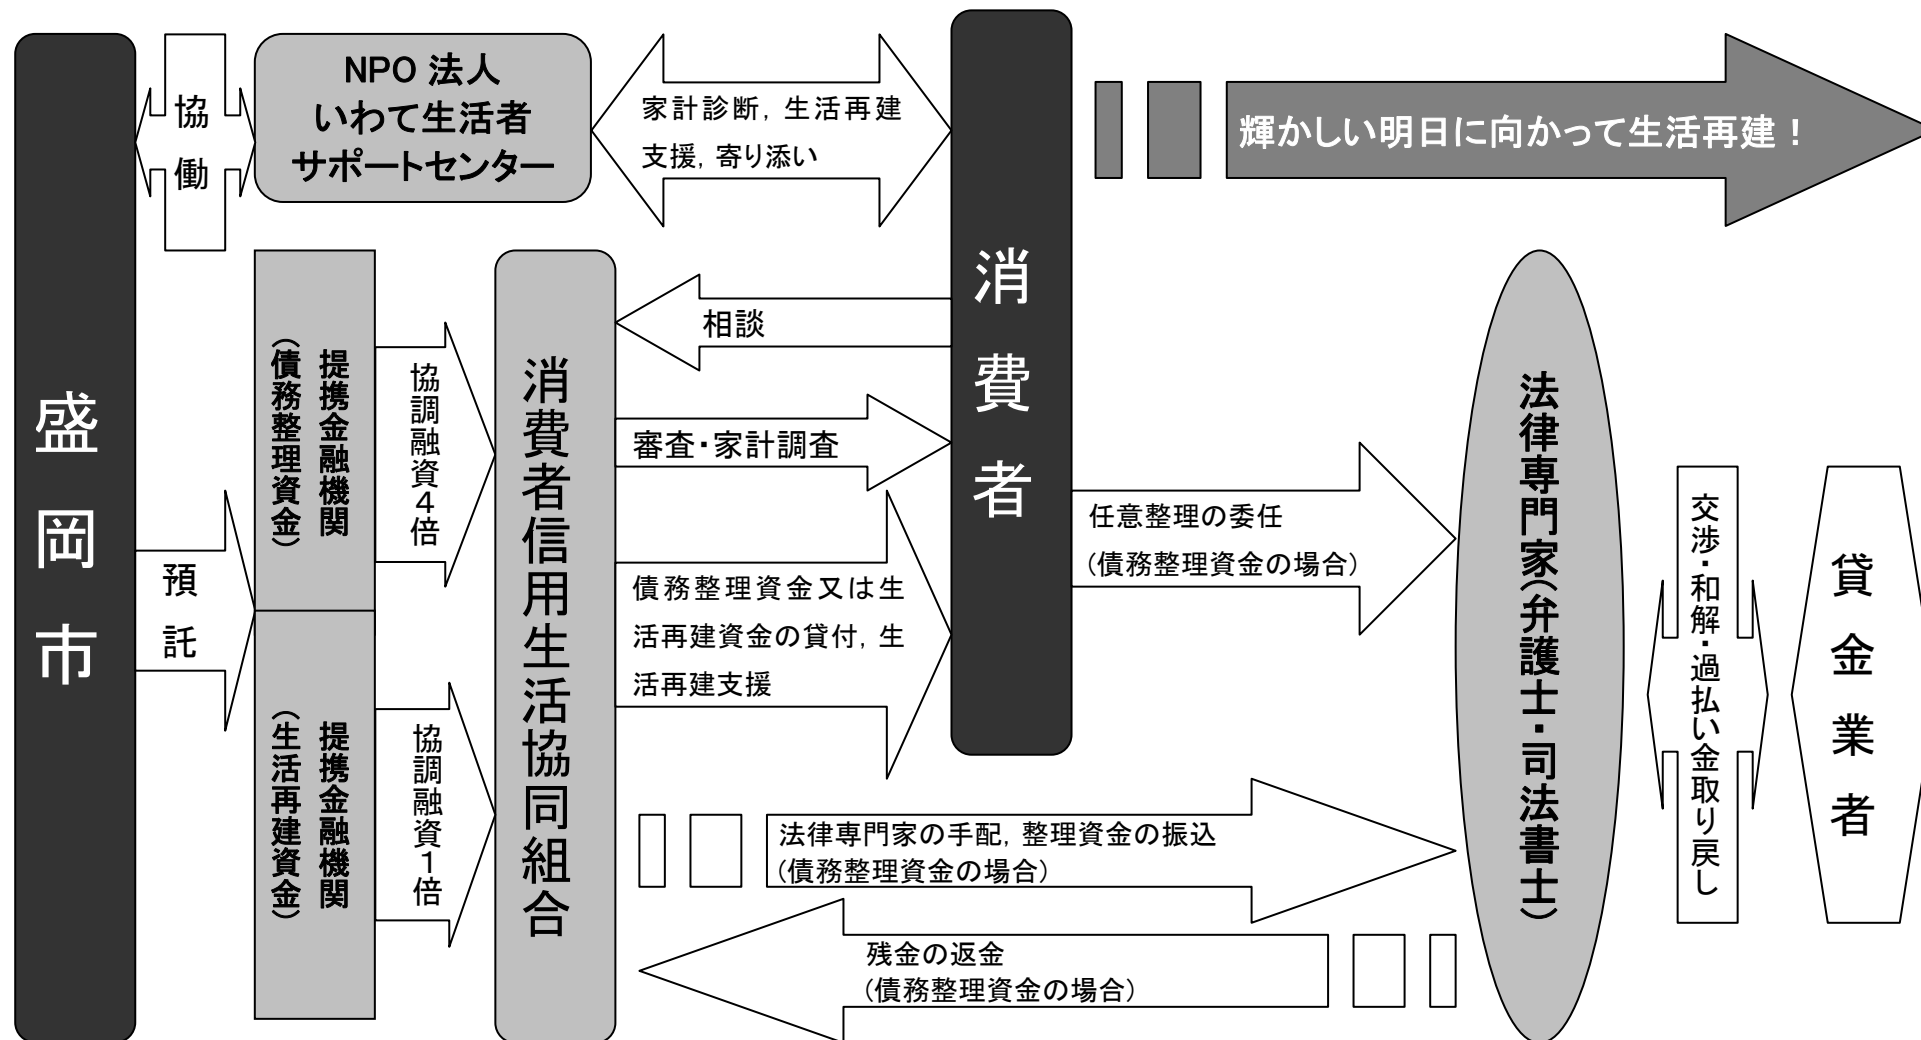 盛岡市
協働
NPO 法人
いわて生活者
サポートセンター
家計診断，生活再建
支援，寄り添い
消費者
輝かしい明日に向かって生活再建！
預託
提携金融機関
（債務整理資金）
提携金融機関
（生活再建資金）
協調融資４倍
協調融資１倍
消費者信用生活協同組合
相談
審査・家計調査
債務整理資金又は生
活再建資金の貸付，生
活再建支援
任意整理の委任
（債務整理資金の場合）
法律専門家の手配，整理資金の振込
（債務整理資金の場合）
残金の返金
（債務整理資金の場合）
法律専門家（弁護士・司法書士）
交渉・和解・過払い金取り戻し
貸金業者